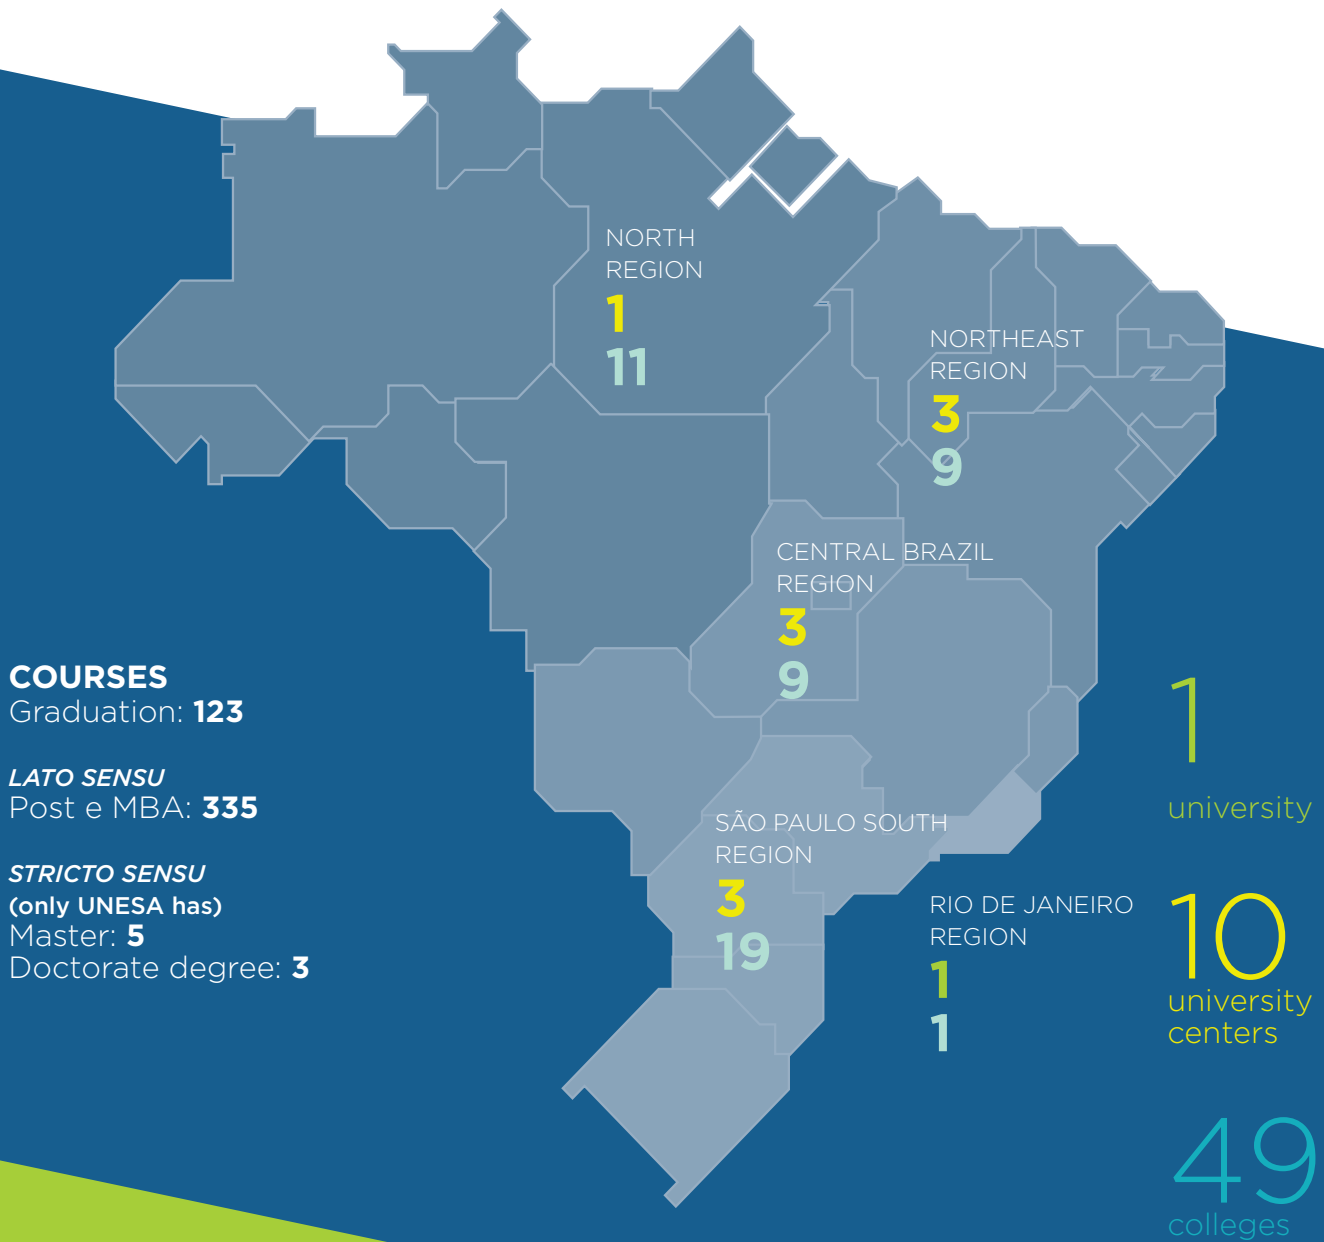 NORTH
REGION
1
11
NORTHEAST
REGION
3
9
CENTRAL BRAZIL
REGION
3
9
SÃO PAULO SOUTH
REGION
3
19
RIO DE JANEIRO
REGION
1
1
COURSES
Graduation: 123
LATO SENSU
Post e MBA: 335
STRICTO SENSU
(only UNESA has)
Master: 5
Doctorate degree: 3
1
university
10
university
centers
49
colleges